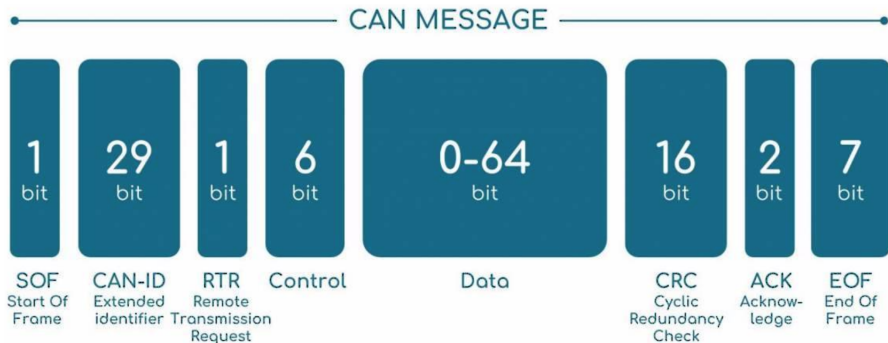 CAN MESSAGE
1
bit
29
bit
1
bit
6
bit
0-64
bit
16
bit
2
bit
7
bit
SOF
Start Of
Frame
CAN-ID
Extended
identifier
RTR
Remote
Transmission
Request
Control
Data
CRC
Cyclic
Redundancy
Check
ACK
Acknow-
ledge
EOF
End Of
Frame